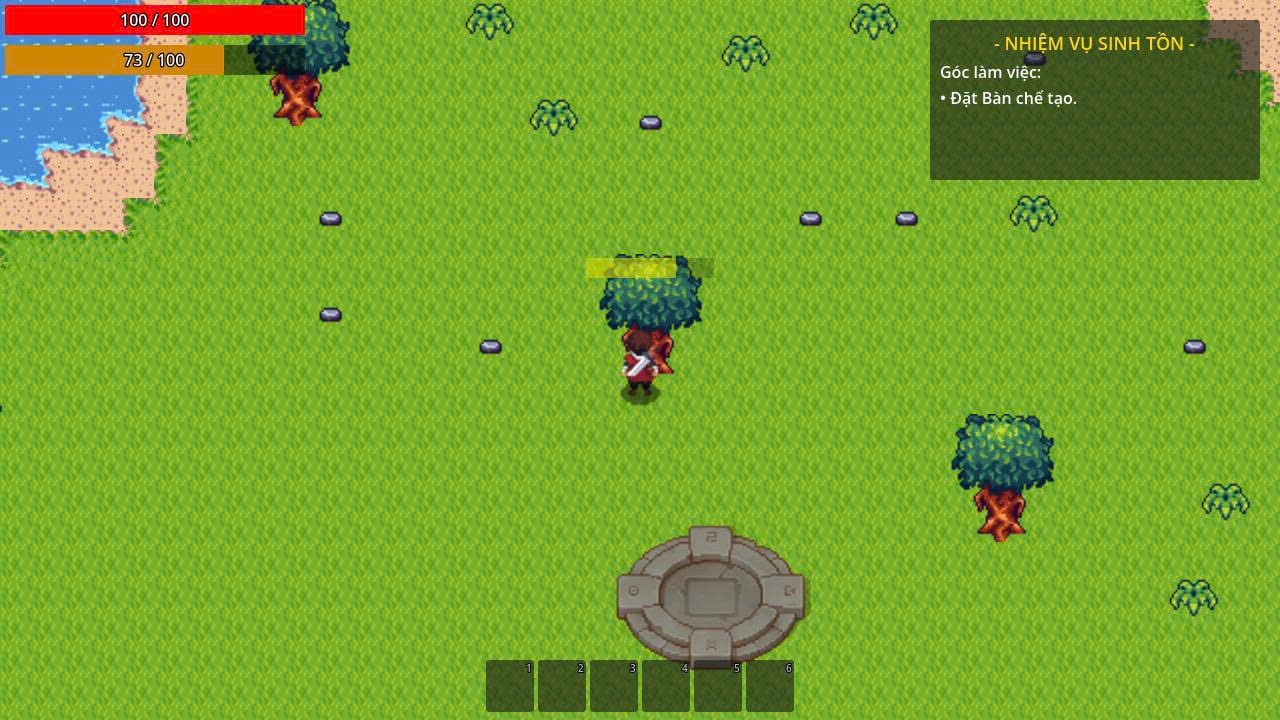 100 / 100
73 / 100
- NHIỆM VỤ SINH TỒN -
Góc làm việc:
• Đặt Bàn chế tạo.
1 2 3 4 5 6